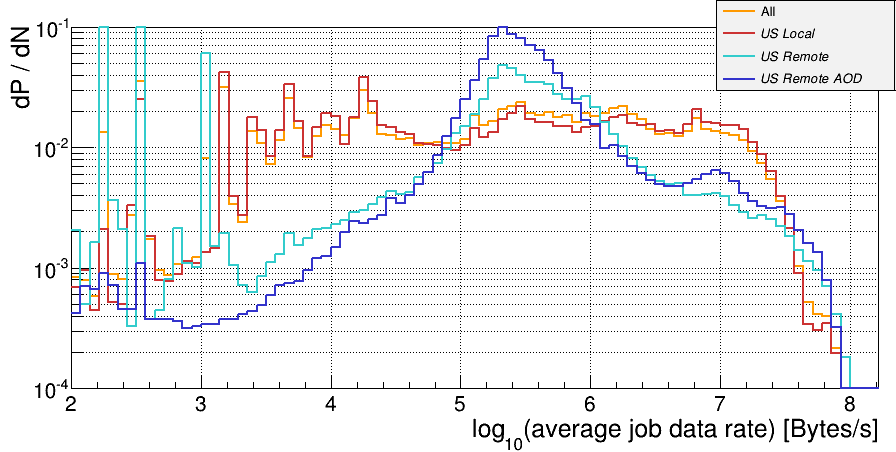 All
US Local
US Remote
US Remote AOD
dP / dN
10^-1
10^-2
10^-3
10^-4
2 3 4 5 6 7 8
log_10(average job data rate) [Bytes/s]